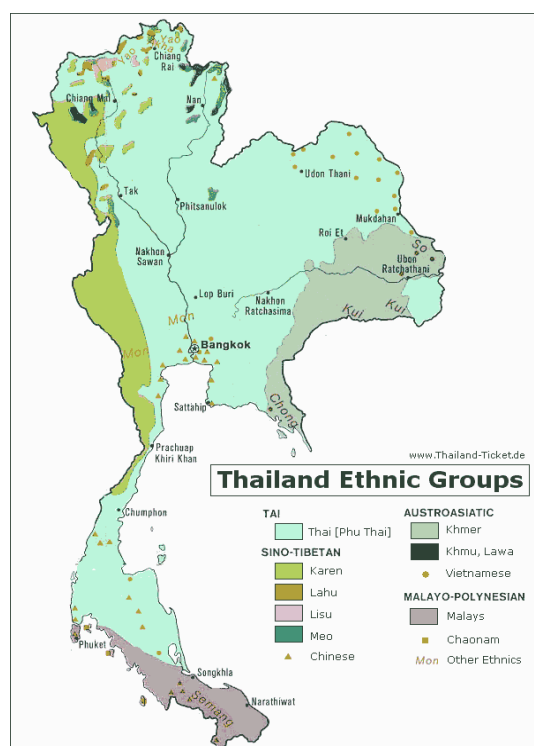 Yao
Yao
Chiang
Rai
Chiang Mai
Nan
Udon Thani
Tak
Phitsanulok
Mukdahan
Roi Et
So
Nakhon
Sawan
Ubon
Ratchathani
Lop Buri
Nakhon
Ratchasima
Kui
Kui
Mon
Mon
Bangkok
Sattahip
Chong
Prachuap
Khiri Khan
www.Thailand-Ticket.de
Thailand Ethnic Groups
Chumphon
TAI
Thai [Phu Thai]
SINO-TIBETAN
Karen
Lahu
Lisu
Meo
Chinese
AUSTROASIATIC
Khmer
Khmu, Lawa
Vietnamese
MALAYO-POLYNESIAN
Malays
Chaonam
Mon Other Ethnics
Phuket
Songkhla
Semang
Narathiwat